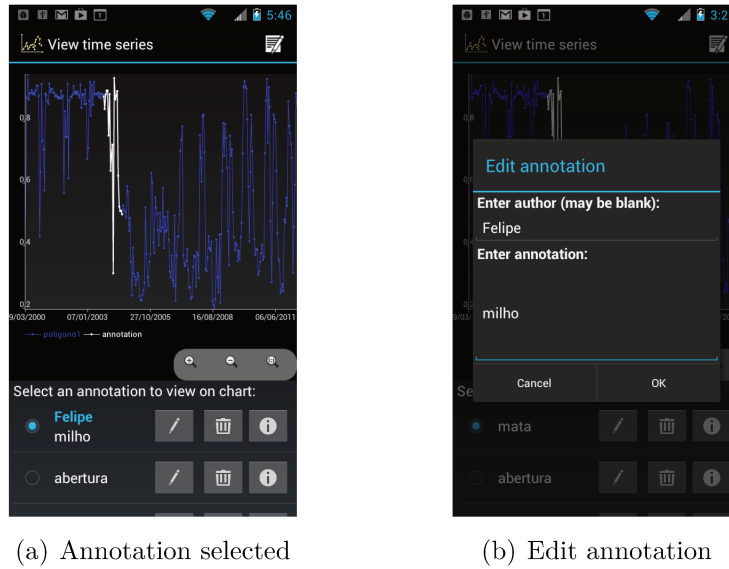 5:46
View time series
0,8
0,6
0,4
0,2
9/03/2000 07/01/2003 27/10/2005 16/08/2008 06/06/2011
poligono1 annotation
Select an annotation to view on chart:
Felipe
milho
abertura
(a) Annotation selected
3:2
View time series
0,8
Edit annotation
Enter author (may be blank):
Felipe
Enter annotation:
milho
Cancel OK
Se
mata
abertura
(b) Edit annotation